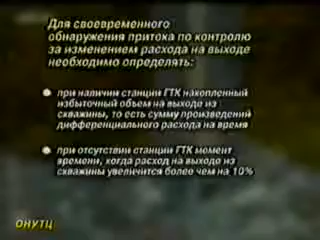 Для своевременного
обнаружения притока по контролю
за изменением расхода на выходе
необходимо определять:
при наличии станции ГТК накопленный
избыточный объем на выходе из
скважины, то есть сумму произведений
дифференциального расхода на время
при отсутствии станции ГТК момент
времени, когда расход на выходе из
скважины увеличится более чем на 10%
ОНУТЦ